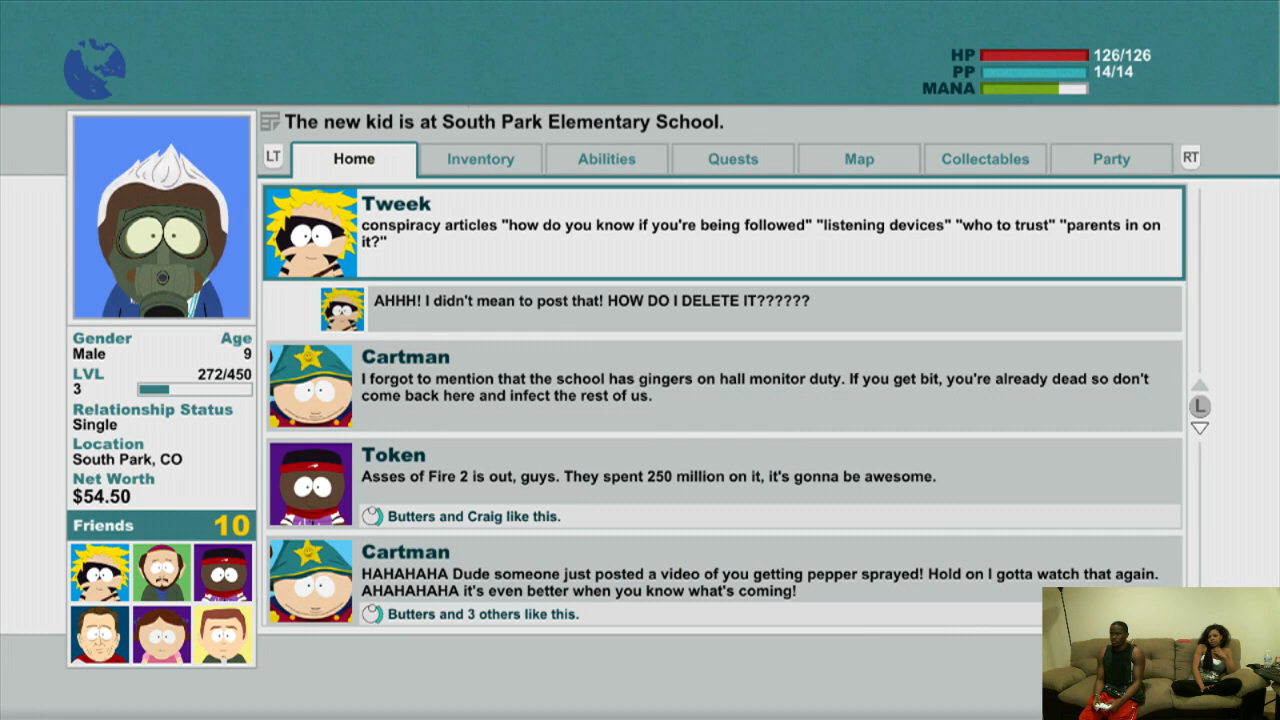 HP 126/126
PP 14/14
MANA
The new kid is at South Park Elementary School.
LT Home Inventory Abilities Quests Map Collectables Party RT
Tweek
conspiracy articles "how do you know if you're being followed" "listening devices" "who to trust" "parents in on
it?"
AHHH! I didn't mean to post that! HOW DO I DELETE IT??????
Cartman
I forgot to mention that the school has gingers on hall monitor duty. If you get bit, you're already dead so don't
come back here and infect the rest of us.
Token
Asses of Fire 2 is out, guys. They spent 250 million on it, it's gonna be awesome.
Butters and Craig like this.
Cartman
HAHAHAHA Dude someone just posted a video of you getting pepper sprayed! Hold on I gotta watch that again.
AHAHAHAHA it's even better when you know what's coming!
Butters and 3 others like this.
L
Gender Age
Male 9
LVL 272/450
3
Relationship Status
Single
Location
South Park, CO
Net Worth
$54.50
Friends 10